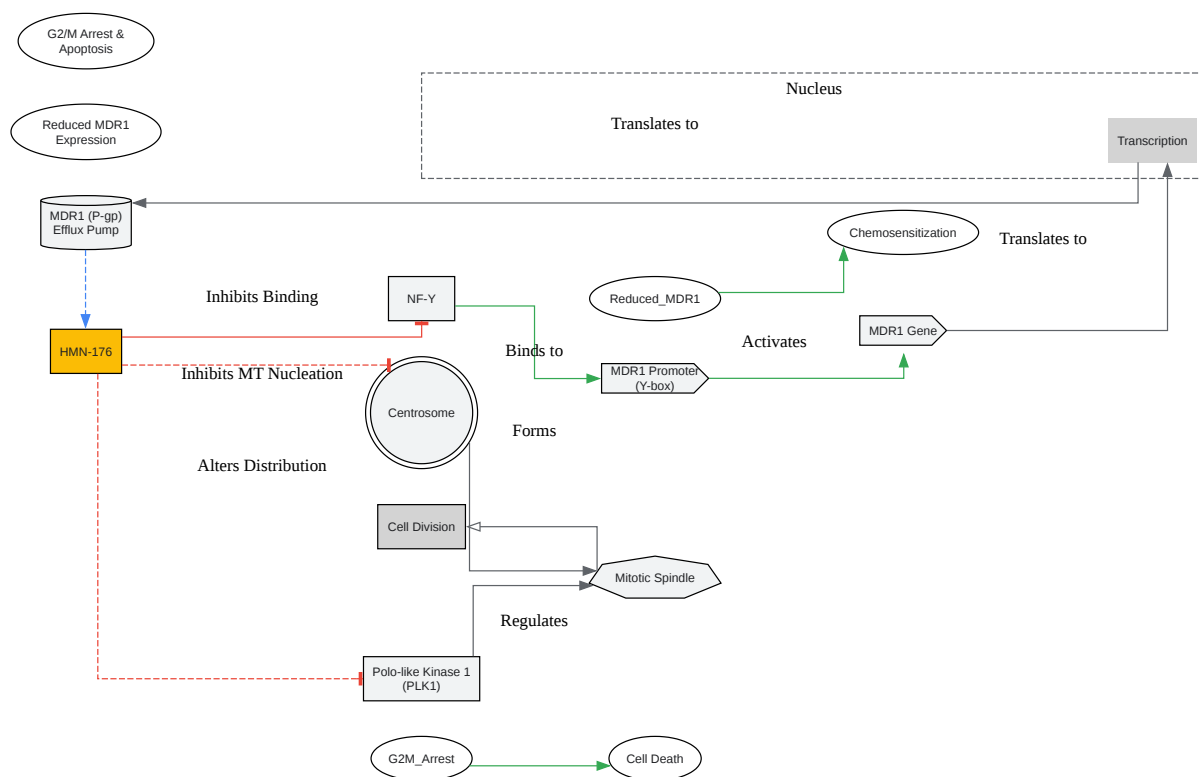 G2/M Arrest &
Apoptosis
Nucleus
Reduced MDR1
Expression
Translates to
Transcription
MDR1 (P-gp)
Efflux Pump
Chemosensitization
Translates to
Inhibits Binding
NF-Y
Reduced_MDR1
MDR1 Gene
HMN-176
Binds to
Activates
Inhibits MT Nucleation
MDR1 Promoter
(Y-box)
Centrosome
Forms
Alters Distribution
Cell Division
Mitotic Spindle
Regulates
Polo-like Kinase 1
(PLK1)
G2M_Arrest
Cell Death